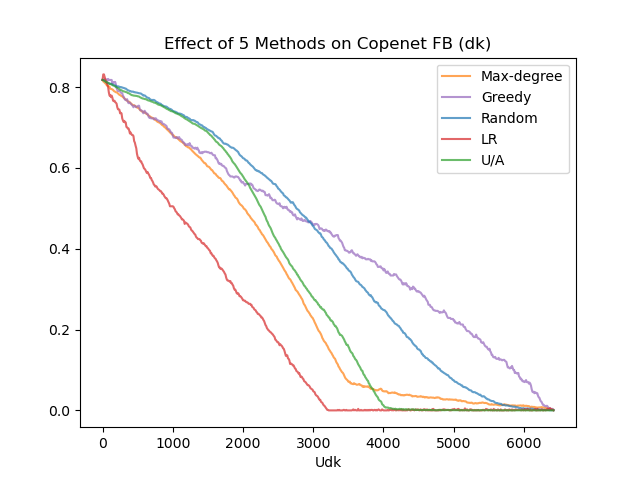 Effect of 5 Methods on Copenet FB (dk)
Max-degree
Greedy
Random
LR
U/A
0.8
0.6
0.4
0.2
0.0
0 1000 2000 3000 4000 5000 6000
Udk